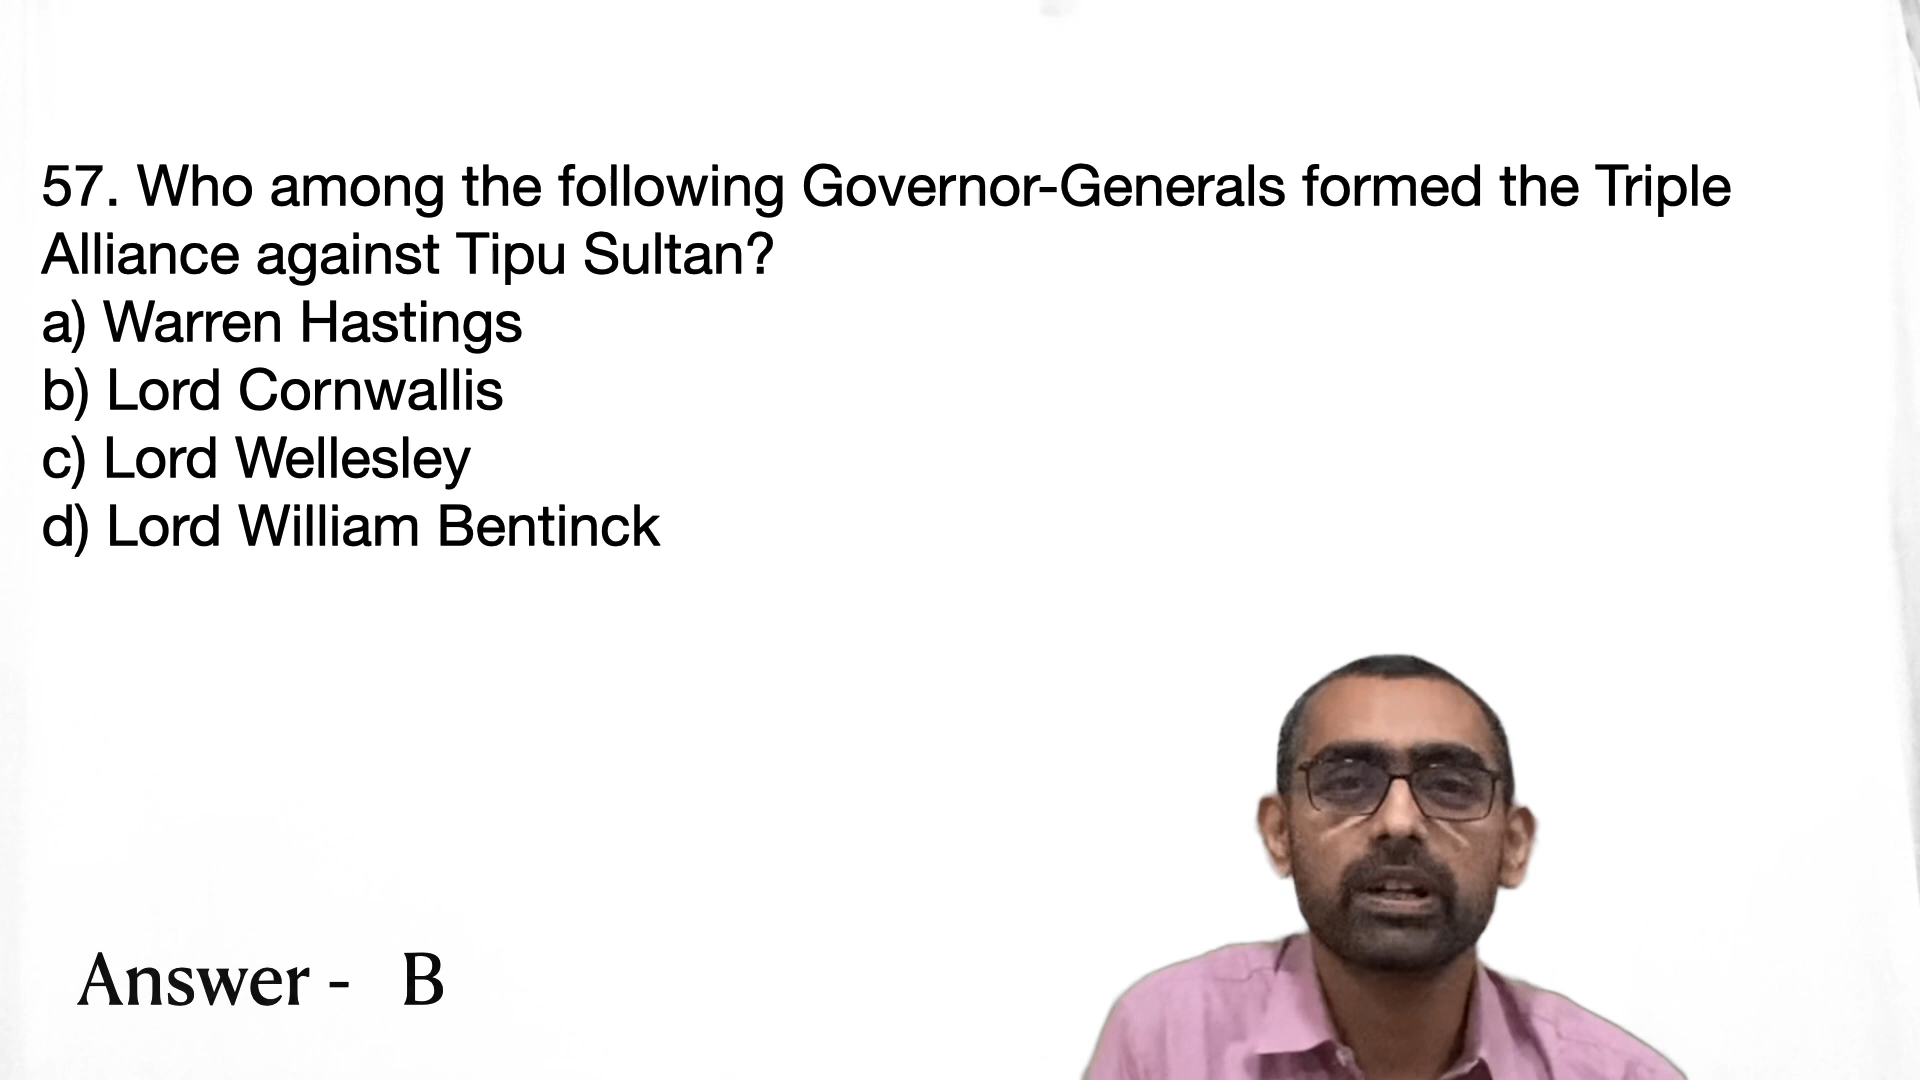 57. Who among the following Governor-Generals formed the Triple
Alliance against Tipu Sultan?
a) Warren Hastings
b) Lord Cornwallis
c) Lord Wellesley
d) Lord William Bentinck
Answer - B